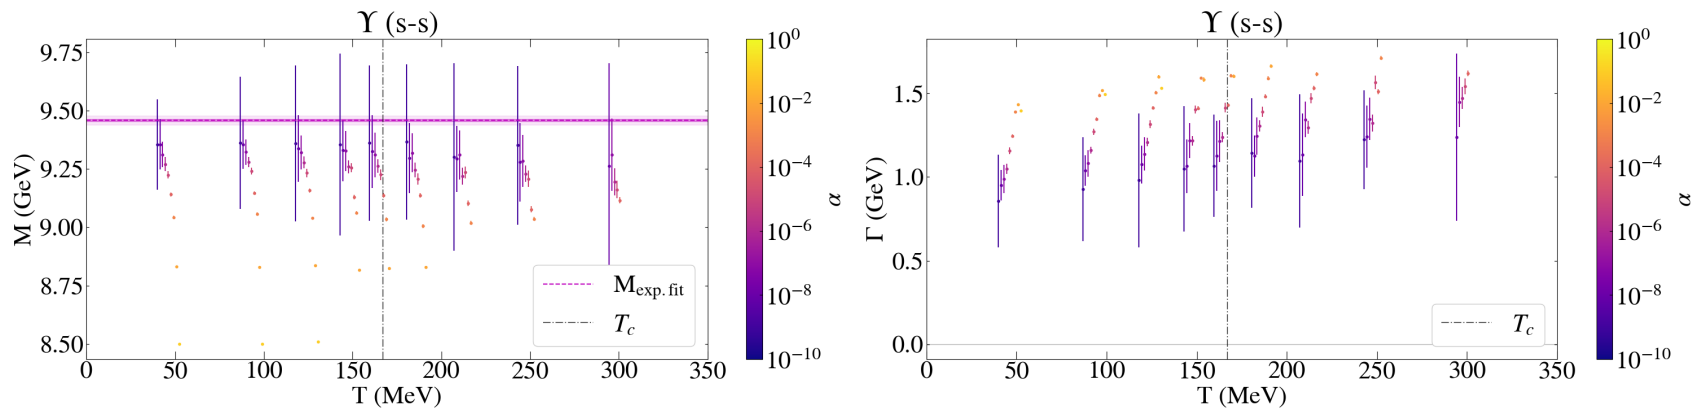 ϒ (s-s)
9.75
9.50
9.25
9.00
8.75
8.50
M (GeV)
0 50 100 150 200 250 300 350
T (MeV)
M_exp. fit
T_c
10^0
10^-2
10^-4
10^-6
10^-8
10^-10
α
ϒ (s-s)
1.5
1.0
0.5
0.0
Γ (GeV)
0 50 100 150 200 250 300 350
T (MeV)
T_c
10^0
10^-2
10^-4
10^-6
10^-8
10^-10
α